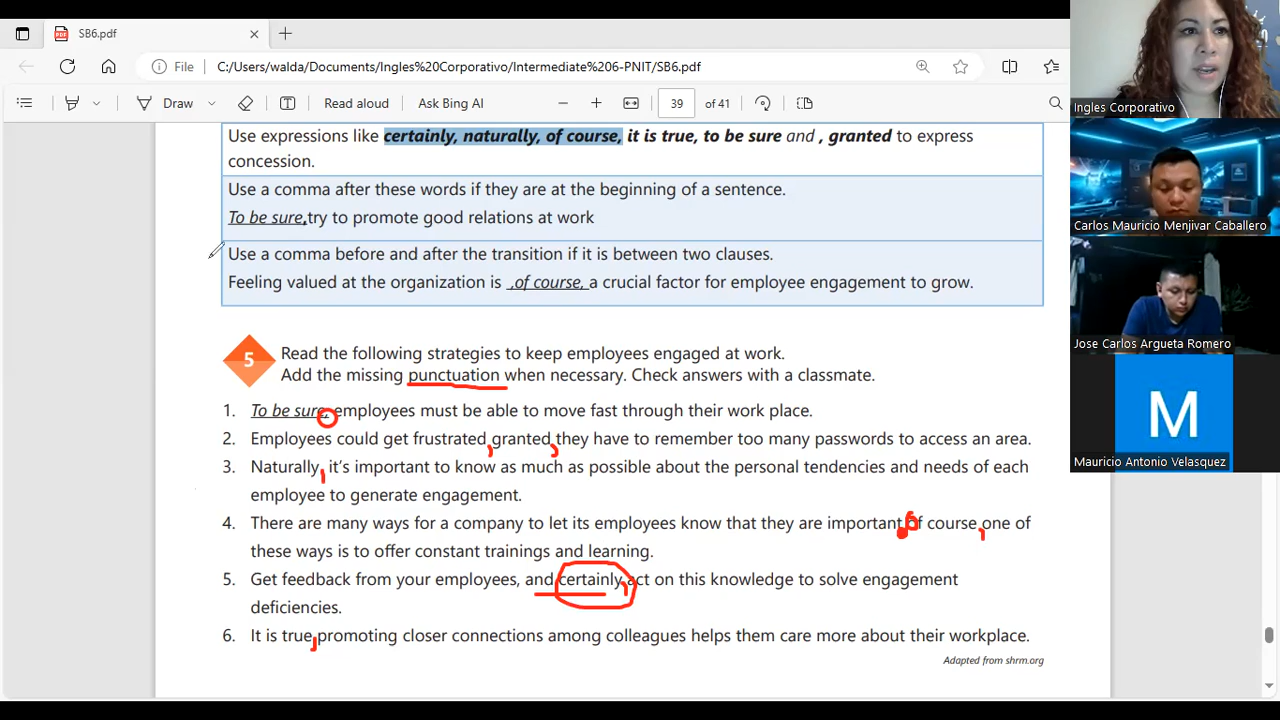 SB6.pdf
File C:/Users/walda/Documents/Ingles%20Corporativo/Intermediate%206-PNIT/SB6.pdf
Draw Read aloud Ask Bing AI 39 of 41
Use expressions like certainly, naturally, of course, it is true, to be sure and , granted to express
concession.
Use a comma after these words if they are at the beginning of a sentence.
To be sure, try to promote good relations at work
Use a comma before and after the transition if it is between two clauses.
Feeling valued at the organization is ,of course, a crucial factor for employee engagement to grow.
5
Read the following strategies to keep employees engaged at work.
Add the missing punctuation when necessary. Check answers with a classmate.
1. To be sure, employees must be able to move fast through their work place.
2. Employees could get frustrated, granted, they have to remember too many passwords to access an area.
3. Naturally, it's important to know as much as possible about the personal tendencies and needs of each
employee to generate engagement.
4. There are many ways for a company to let its employees know that they are important. Of course, one of
these ways is to offer constant trainings and learning.
5. Get feedback from your employees, and certainly, act on this knowledge to solve engagement
deficiencies.
6. It is true, promoting closer connections among colleagues helps them care more about their workplace.
Adapted from shrm.org
Ingles Corporativo
Carlos Mauricio Menjivar Caballero
Jose Carlos Argueta Romero
M
Mauricio Antonio Velasquez